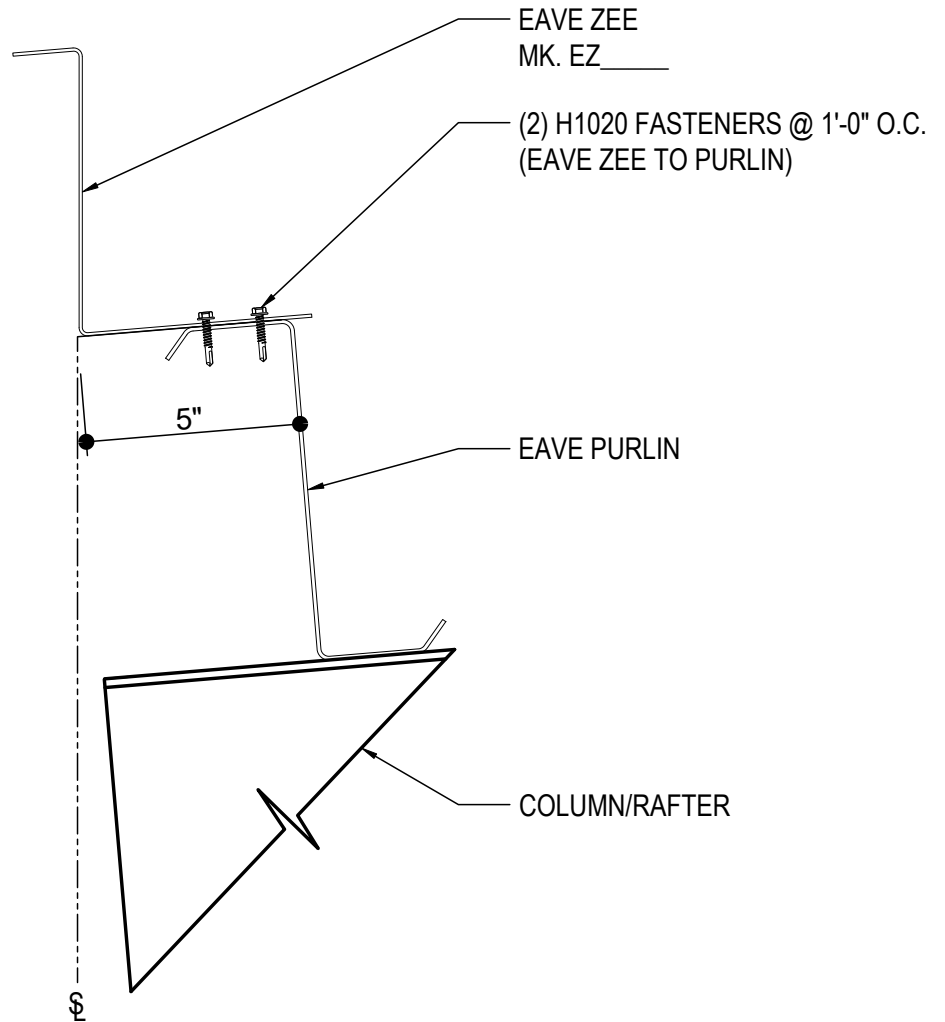 EAVE ZEE
MK. EZ_____
(2) H1020 FASTENERS @ 1'-0" O.C.
(EAVE ZEE TO PURLIN)
5"
EAVE PURLIN
COLUMN/RAFTER